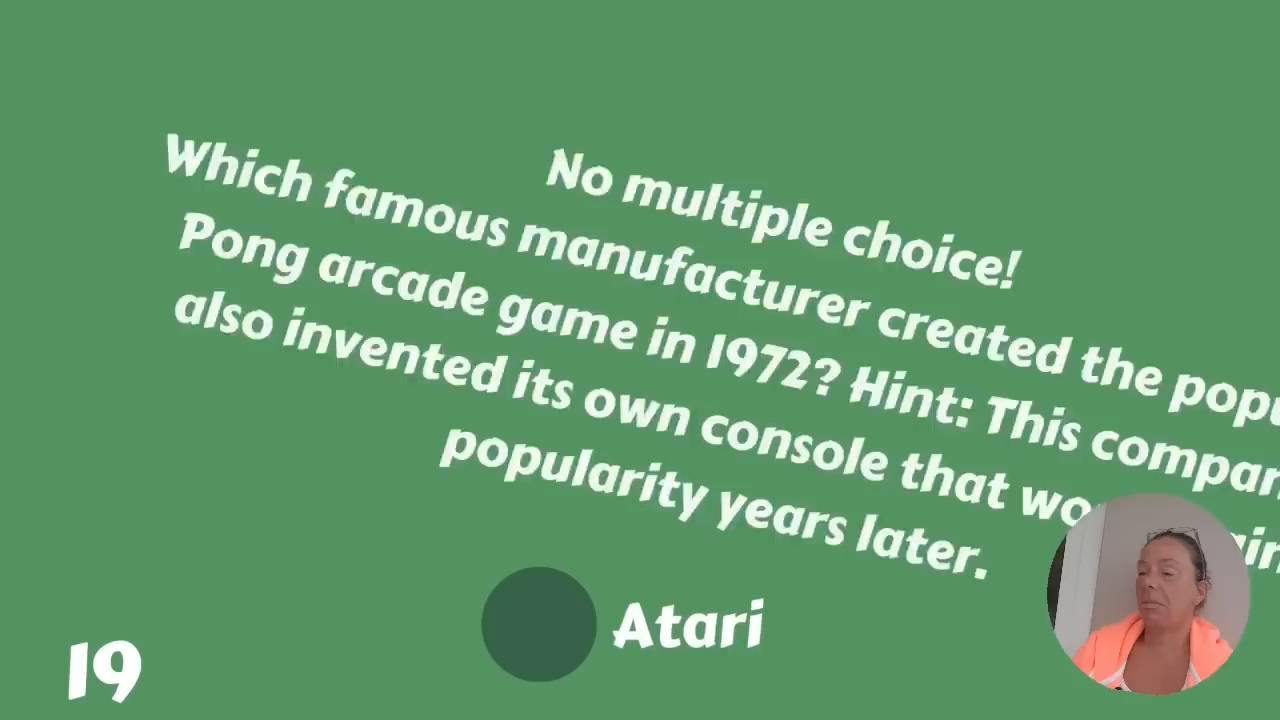 No multiple choice!
Which famous manufacturer created the popu
Pong arcade game in 1972? Hint: This compan
also invented its own console that wo
popularity years later.
Atari
19